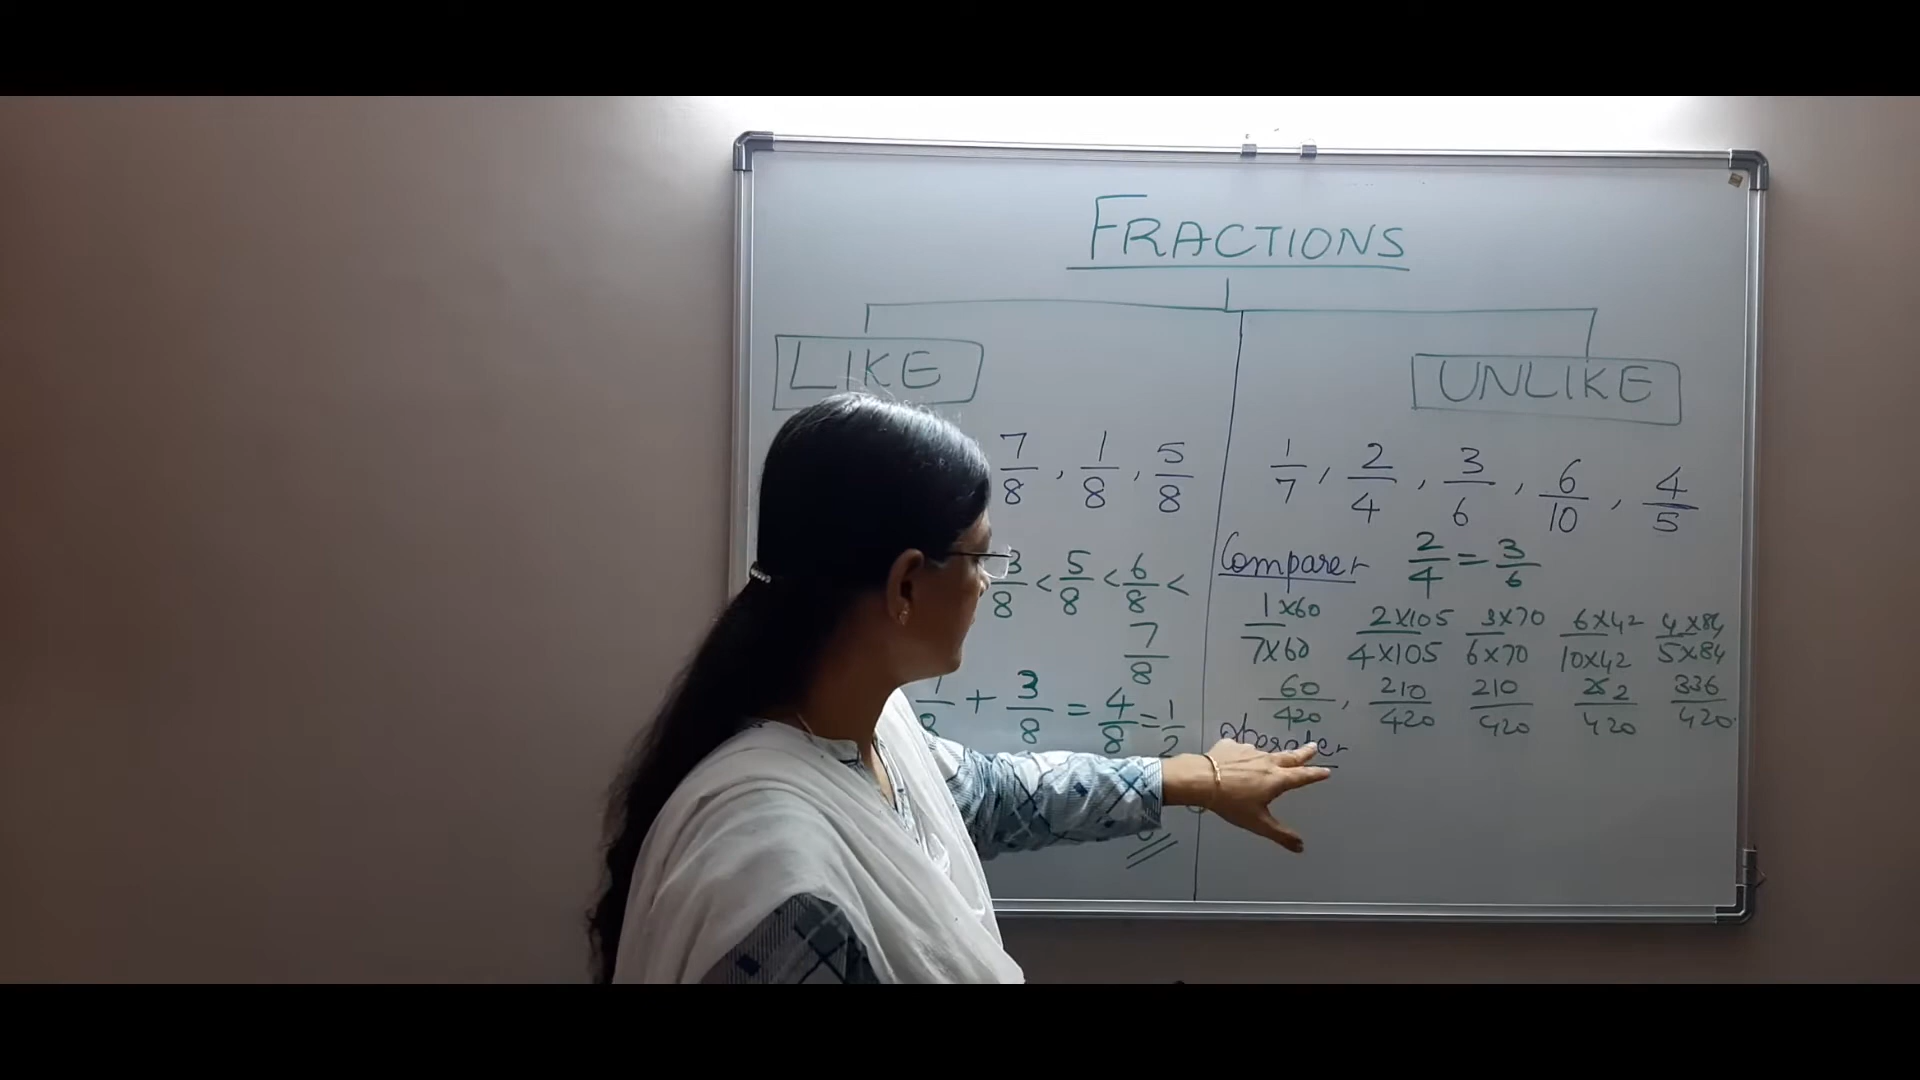 FRACTIONS
LIKE
UNLIKE
7/8 , 1/8 , 5/8
3/8 < 5/8 < 6/8 <
7/8
+ 3/8 = 4/8 = 1/2
1/7 , 2/4 , 3/6 , 6/10 , 4/5
Comparer 2/4 = 3/6
1x60/7x60 2x105/4x105 3x70/6x70 6x42/10x42 4x84/5x84
60/420 , 210/420 210/420 252/420 336/420